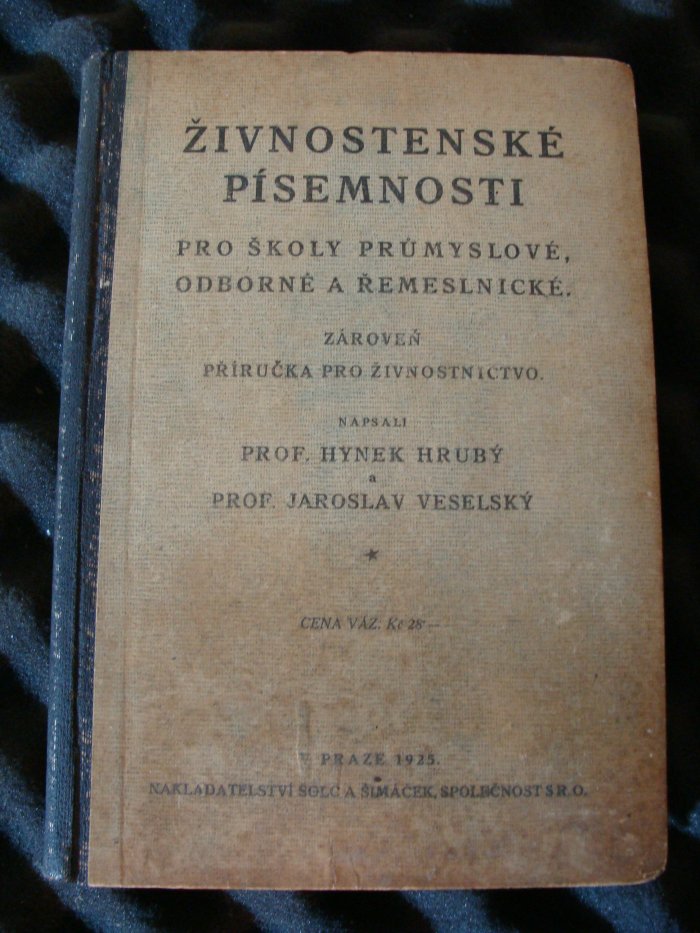 ŽIVNOSTENSKÉ
PÍSEMNOSTI
PRO ŠKOLY PRŮMYSLOVÉ,
ODBORNÉ A ŘEMESLNICKÉ.
ZÁROVEŇ
PŘÍRUČKA PRO ŽIVNOSTNICTVO.
NAPSALI
PROF. HYNEK HRUBÝ
a
PROF. JAROSLAV VESELSKÝ
CENA VÁZ. Kč 28·—
V PRAZE 1925.
NAKLADATELSTVÍ ŠOLC A ŠIMÁČEK, SPOLEČNOST S R. O.